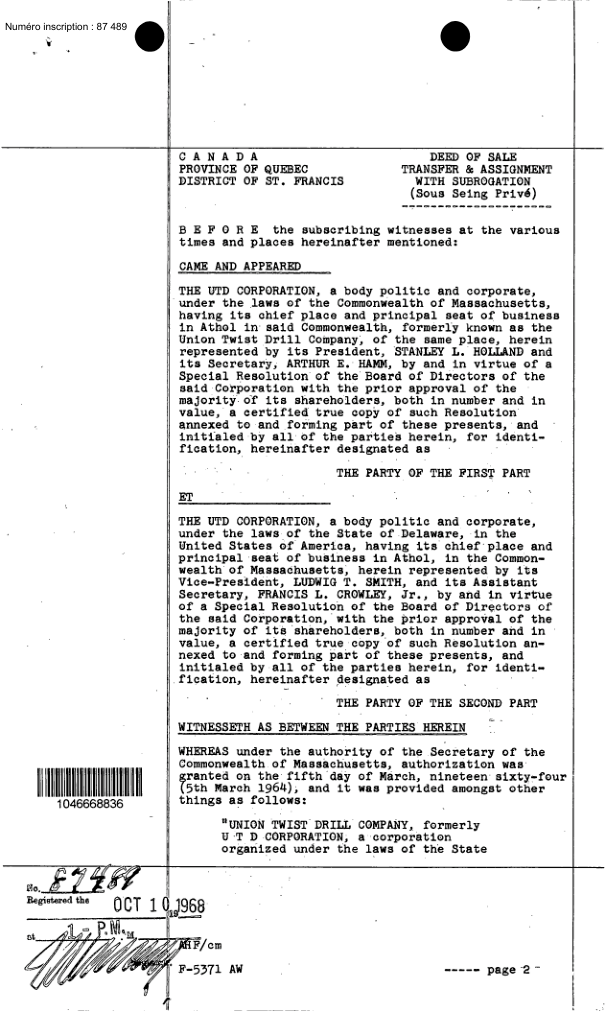 Numéro inscription : 87 489
C A N A D A
PROVINCE OF QUEBEC
DISTRICT OF ST. FRANCIS
DEED OF SALE
TRANSFER & ASSIGNMENT
WITH SUBROGATION
(Sous Seing Privé)
B E F O R E the subscribing witnesses at the various
times and places hereinafter mentioned:
CAME AND APPEARED
THE UTD CORPORATION, a body politic and corporate,
under the laws of the Commonwealth of Massachusetts,
having its chief place and principal seat of business
in Athol in said Commonwealth, formerly known as the
Union Twist Drill Company, of the same place, herein
represented by its President, STANLEY L. HOLLAND and
its Secretary, ARTHUR E. HAMM, by and in virtue of a
Special Resolution of the Board of Directors of the
said Corporation with the prior approval of the
majority of its shareholders, both in number and in
value, a certified true copy of such Resolution
annexed to and forming part of these presents, and
initialed by all of the parties herein, for identi-
fication, hereinafter designated as
THE PARTY OF THE FIRST PART
ET
THE UTD CORPORATION, a body politic and corporate,
under the laws of the State of Delaware, in the
United States of America, having its chief place and
principal seat of business in Athol, in the Common-
wealth of Massachusetts, herein represented by its
Vice-President, LUDWIG T. SMITH, and its Assistant
Secretary, FRANCIS L. CROWLEY, Jr., by and in virtue
of a Special Resolution of the Board of Directors of
the said Corporation, with the prior approval of the
majority of its shareholders, both in number and in
value, a certified true copy of such Resolution an-
nexed to and forming part of these presents, and
initialed by all of the parties herein, for identi-
fication, hereinafter designated as
THE PARTY OF THE SECOND PART
WITNESSETH AS BETWEEN THE PARTIES HEREIN
WHEREAS under the authority of the Secretary of the
Commonwealth of Massachusetts, authorization was
granted on the fifth day of March, nineteen sixty-four
(5th March 1964), and it was provided amongst other
things as follows:
1046668836
"UNION TWIST DRILL COMPANY, formerly
U T D CORPORATION, a corporation
organized under the laws of the State
No. 87489
Registered the OCT 10 1968
at 1 - P.M.
F/cm
F-5371 AW
----- page 2 -